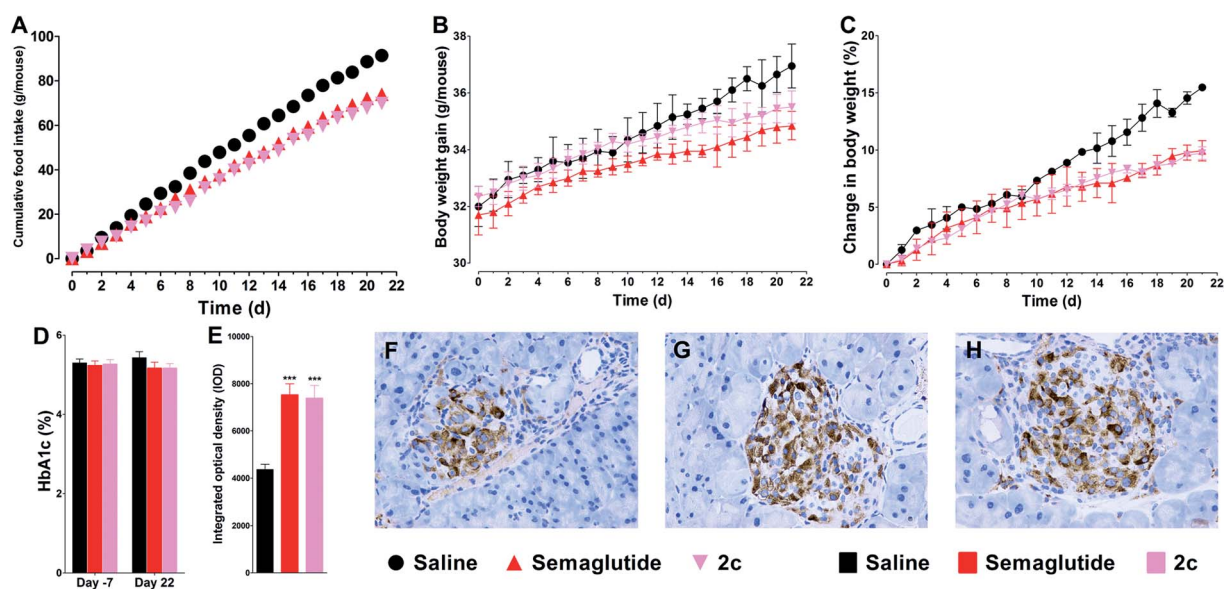 A
Cumulative food intake (g/mouse)
100
80
60
40
20
0
0 2 4 6 8 10 12 14 16 18 20 22
Time (d)
B
Body weight gain (g/mouse)
38
36
34
32
30
0 2 4 6 8 10 12 14 16 18 20 22
Time (d)
C
Change in body weight (%)
20
15
10
5
0
0 2 4 6 8 10 12 14 16 18 20 22
Time (d)
D
HbA1c (%)
6
4
2
0
Day -7 Day 22
E
Integrated optical density (IOD)
10000
8000
6000
4000
2000
0
*** ***
F
G
H
Saline Semaglutide 2c
Saline Semaglutide 2c